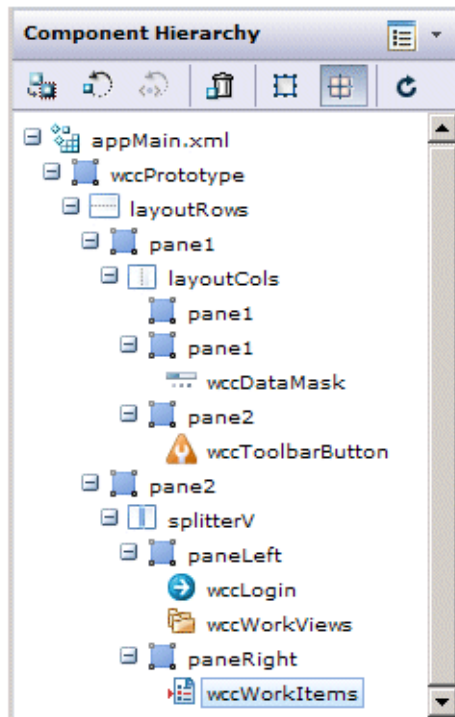 Component Hierarchy
appMain.xml
wccPrototype
layoutRows
pane1
layoutCols
pane1
pane1
wccDataMask
pane2
wccToolbarButton
pane2
splitterV
paneLeft
wccLogin
wccWorkViews
paneRight
wccWorkItems